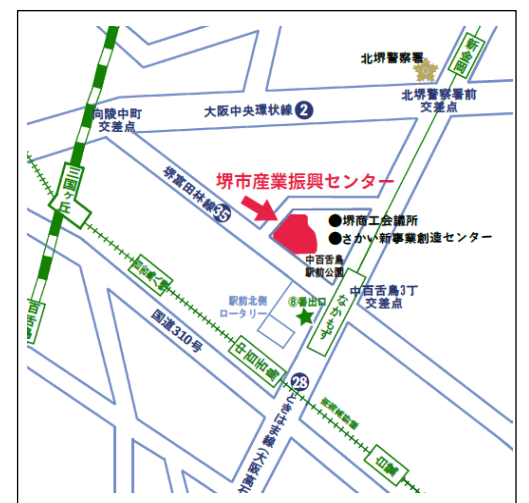 北堺警察署
新金岡
北堺警察署前
交差点
向陵中町
交差点
大阪中央環状線 2
堺市産業振興センター
三国ヶ丘
堺富田林線 35
●堺商工会議所
●さかい新事業創造センター
中百舌鳥
駅前公園
中百舌鳥3丁
交差点
なかもず
⑧番出口
駅前北側
ロータリー
国道310号
中百舌鳥
28
ときはま線(大阪高石
白鷺